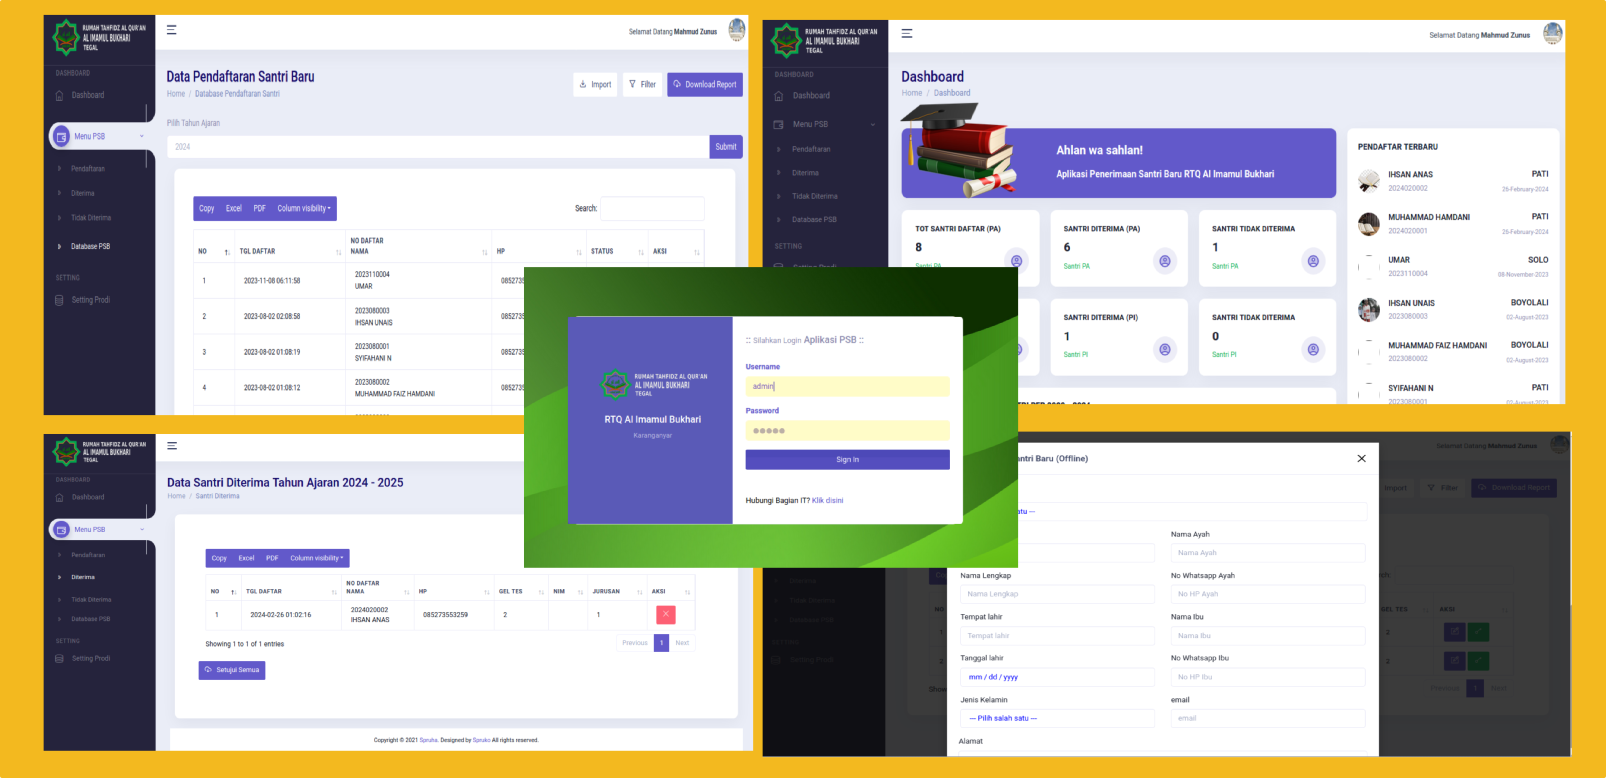 RUMAH TAHFIDZ AL QUR'AN
AL IMAMUL BUKHARI
TEGAL
Selamat Datang Mahmud Zunus
DASHBOARD
Dashboard
Menu PSB
Pendaftaran
Diterima
Tidak Diterima
Database PSB
SETTING
Setting Prodi
Data Pendaftaran Santri Baru
Home / Database Pendaftaran Santri
Import
Filter
Download Report
Pilih Tahun Ajaran
2024
Submit
Copy Excel PDF Column visibility
Search:
NO TGL DAFTAR NO DAFTAR NAMA HP STATUS AKSI
1 2023-11-08 06:11:58 2023110004 UMAR 0852735
2 2023-08-02 02:08:58 2023080003 IHSAN UNAIS 0852735
3 2023-08-02 01:08:19 2023080001 SYIFAHANI N 0852735
4 2023-08-02 01:08:12 2023080002 MUHAMMAD FAIZ HAMDANI 0852735
RUMAH TAHFIDZ AL QUR'AN
AL IMAMUL BUKHARI
TEGAL
Selamat Datang Mahmud Zunus
DASHBOARD
Dashboard
Menu PSB
Pendaftaran
Diterima
Tidak Diterima
Database PSB
SETTING
Setting Prodi
Dashboard
Home / Dashboard
Ahlan wa sahlan!
Aplikasi Penerimaan Santri Baru RTQ Al Imamul Bukhari
TOT SANTRI DAFTAR (PA)
8
Santri PA
SANTRI DITERIMA (PA)
6
Santri PA
SANTRI TIDAK DITERIMA
1
Santri PA
SANTRI DITERIMA (PI)
1
Santri PI
SANTRI TIDAK DITERIMA
0
Santri PI
PENDAFTAR TERBARU
IHSAN ANAS PATI
2024020002 26-February-2024
MUHAMMAD HAMDANI PATI
2024020001 26-February-2024
UMAR SOLO
2023110004 08-November-2023
IHSAN UNAIS BOYOLALI
2023080003 02-August-2023
MUHAMMAD FAIZ HAMDANI BOYOLALI
2023080002 02-August-2023
SYIFAHANI N PATI
2023080001 02-August-2023
RUMAH TAHFIDZ AL QUR'AN
AL IMAMUL BUKHARI
TEGAL
RTQ Al Imamul Bukhari
Karanganyar
:: Silahkan Login Aplikasi PSB ::
Username
admin
Password
Sign In
Hubungi Bagian IT? Klik disini
RUMAH TAHFIDZ AL QUR'AN
AL IMAMUL BUKHARI
TEGAL
DASHBOARD
Dashboard
Menu PSB
Pendaftaran
Diterima
Tidak Diterima
Database PSB
SETTING
Setting Prodi
Data Santri Diterima Tahun Ajaran 2024 - 2025
Home / Santri Diterima
Copy Excel PDF Column visibility
NO TGL DAFTAR NO DAFTAR NAMA HP GEL TES NIM JURUSAN AKSI
1 2024-02-26 01:02:16 2024020002 IHSAN ANAS 085273553259 2 1
Showing 1 to 1 of 1 entries
Previous 1 Next
Setujui Semua
Copyright © 2021 Spruha. Designed by Spruko All rights reserved.
Selamat Datang Mahmud Zunus
Import Filter Download Report
antri Baru (Offline)
atu ---
Nama Ayah
Nama Ayah
Nama Lengkap
Nama Lengkap
No Whatsapp Ayah
No HP Ayah
Tempat lahir
Tempat lahir
Nama Ibu
Nama Ibu
Tanggal lahir
mm / dd / yyyy
No Whatsapp Ibu
No HP Ibu
Jenis Kelamin
--- Pilih salah satu ---
email
email
Alamat
GEL TES AKSI
2
2
Previous 1 Next
Setting Prodi